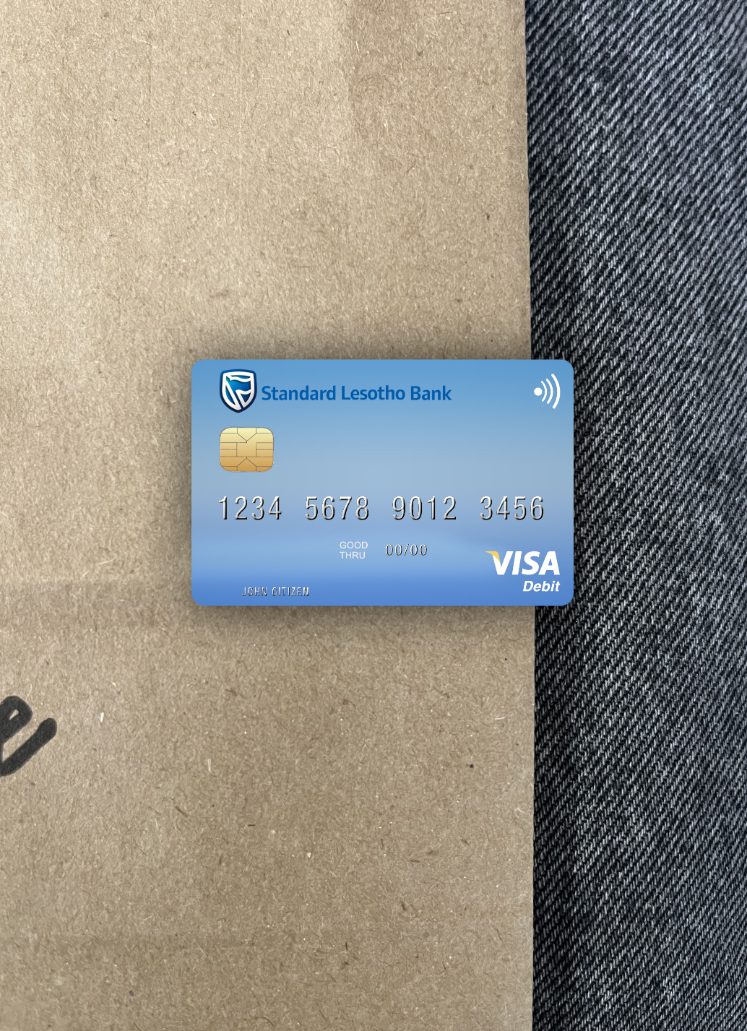 Standard Lesotho Bank
1234 5678 9012 3456
GOOD
THRU 00/00
VISA
Debit
JOHN CITIZEN